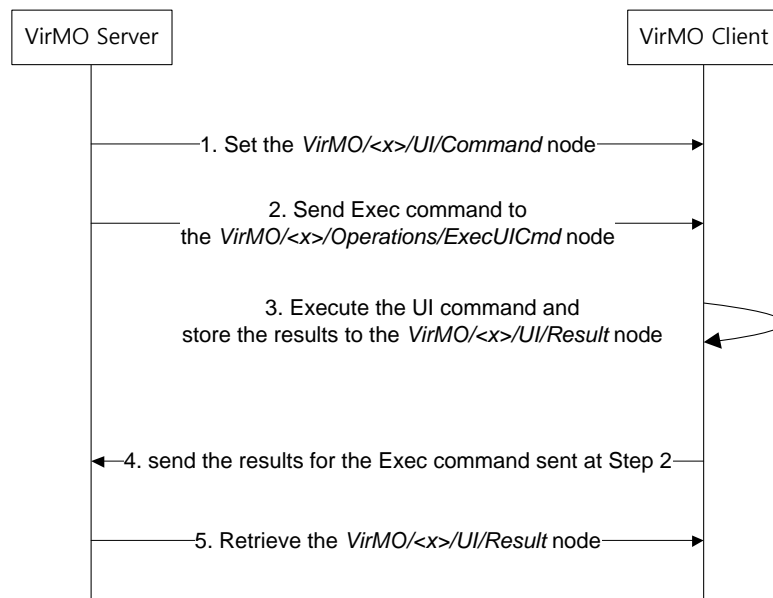 VirMO Server
VirMO Client
1. Set the VirMO/<x>/UI/Command node
2. Send Exec command to
the VirMO/<x>/Operations/ExecUICmd node
3. Execute the UI command and
store the results to the VirMO/<x>/UI/Result node
4. send the results for the Exec command sent at Step 2
5. Retrieve the VirMO/<x>/UI/Result node